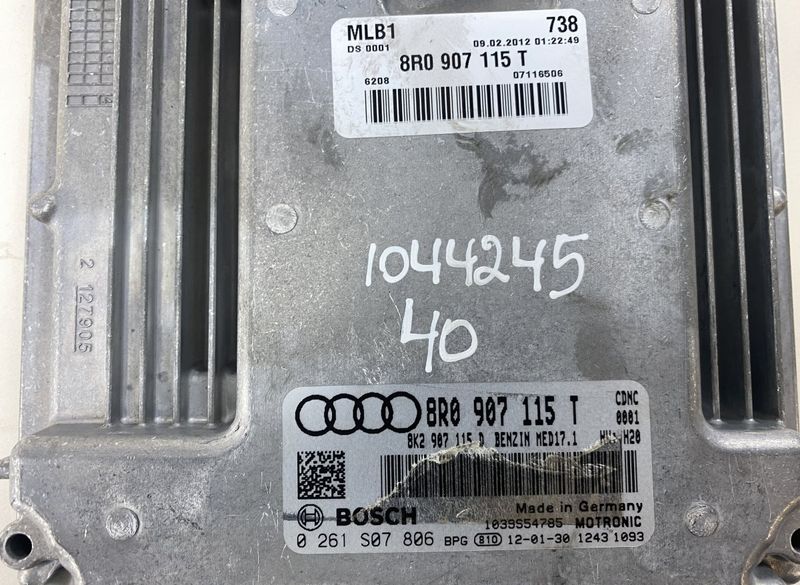 MLB1 738
DS 0001 09.02.2012 01:22:49
8R0 907 115 T
6208 07116506
1044245
40
2 127905
8R0 907 115 T CDNC
0001
8K2 907 115 D BENZIN MED17.1 H20
Made in Germany
BOSCH 1039S54785 MOTRONIC
0 261 S07 806 BPG B10 12-01-30 1243 1093